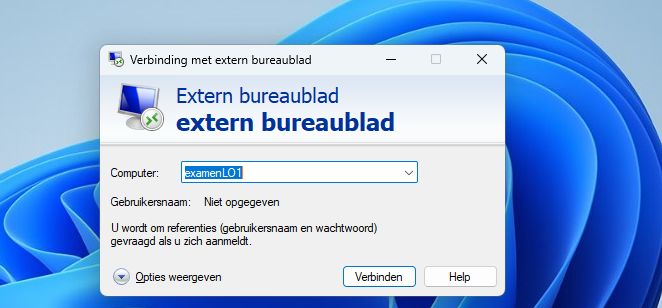 Verbinding met extern bureaublad
Extern bureaublad
extern bureaublad
Computer: examenLO1
Gebruikersnaam: Niet opgegeven
U wordt om referenties (gebruikersnaam en wachtwoord)
gevraagd als u zich aanmeldt.
Opties weergeven Verbinden Help